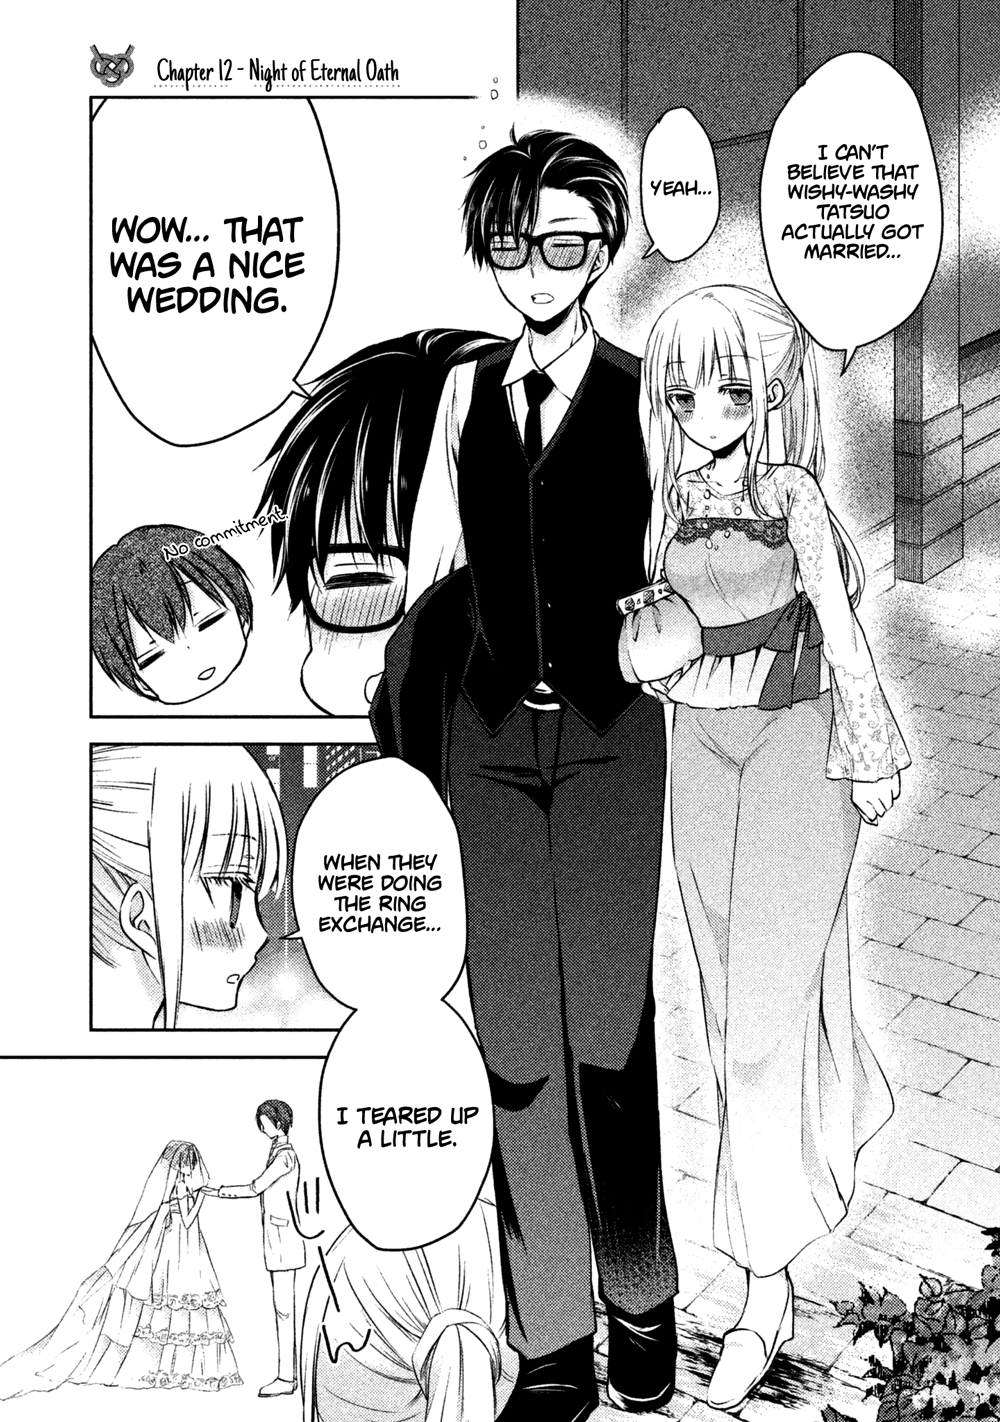 Chapter 12 - Night of Eternal Oath
I CAN'T
BELIEVE THAT
WISHY-WASHY
TATSUO
ACTUALLY GOT
MARRIED...
YEAH...
WOW... THAT
WAS A NICE
WEDDING.
No commitment.
WHEN THEY
WERE DOING
THE RING
EXCHANGE...
I TEARED UP
A LITTLE.